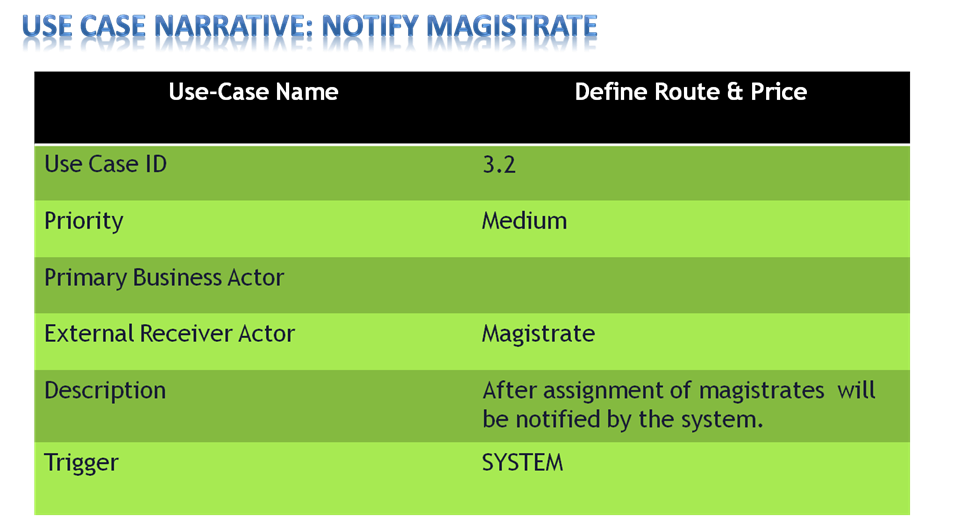 USE CASE NARRATIVE: NOTIFY MAGISTRATE
Use-Case Name Define Route & Price
Use Case ID 3.2
Priority Medium
Primary Business Actor
External Receiver Actor Magistrate
Description After assignment of magistrates will
be notified by the system.
Trigger SYSTEM